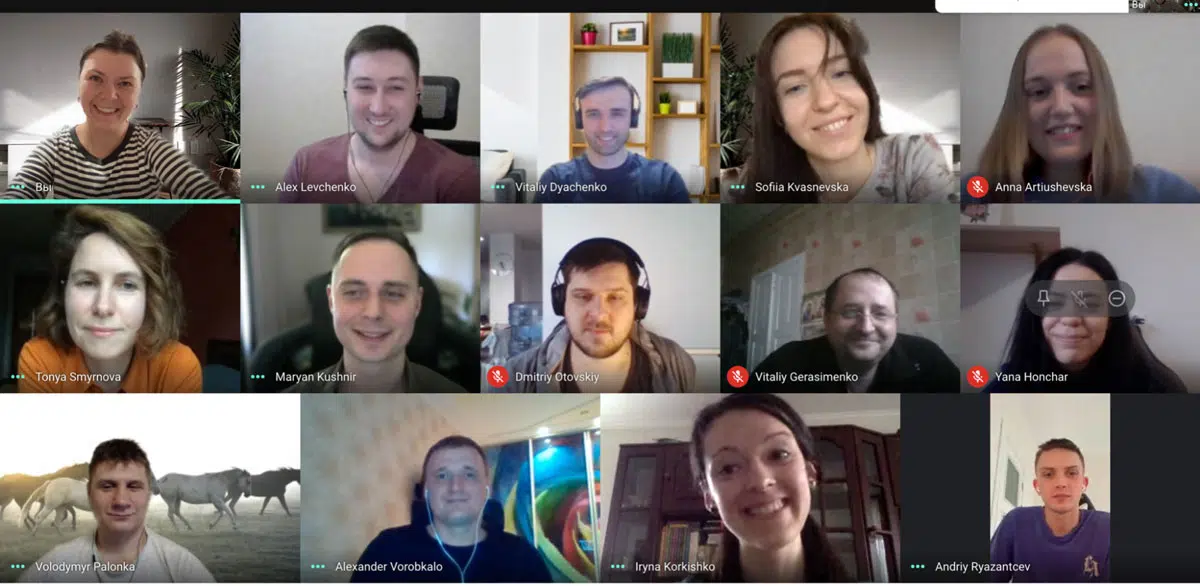 Вы
Вы
Alex Levchenko
Vitaliy Dyachenko
Sofiia Kvasnevska
Anna Artiushevska
Tonya Smyrnova
Maryan Kushnir
Dmitriy Otovskiy
Vitaliy Gerasimenko
Yana Honchar
Volodymyr Palonka
Alexander Vorobkalo
Iryna Korkishko
Andriy Ryazantcev